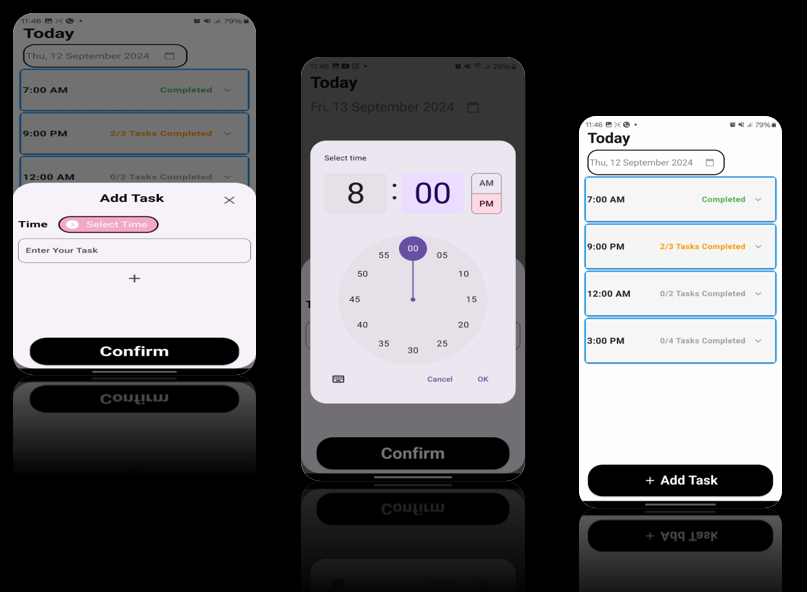 11:46
79%
Today
Thu, 12 September 2024
7:00 AM Completed
9:00 PM 2/3 Tasks Completed
12:00 AM 0/2 Tasks Completed
Add Task
Time Select Time
Enter Your Task
+
Confirm
Confirm
11:46
28%
Today
Fri, 13 September 2024
Select time
8 : 00
AM
PM
00
55 05
50 10
45 15
40 20
35 25
30
Cancel OK
Confirm
Confirm
11:46
79%
Today
Thu, 12 September 2024
7:00 AM Completed
9:00 PM 2/3 Tasks Completed
12:00 AM 0/2 Tasks Completed
3:00 PM 0/4 Tasks Completed
+ Add Task
+ Add Task